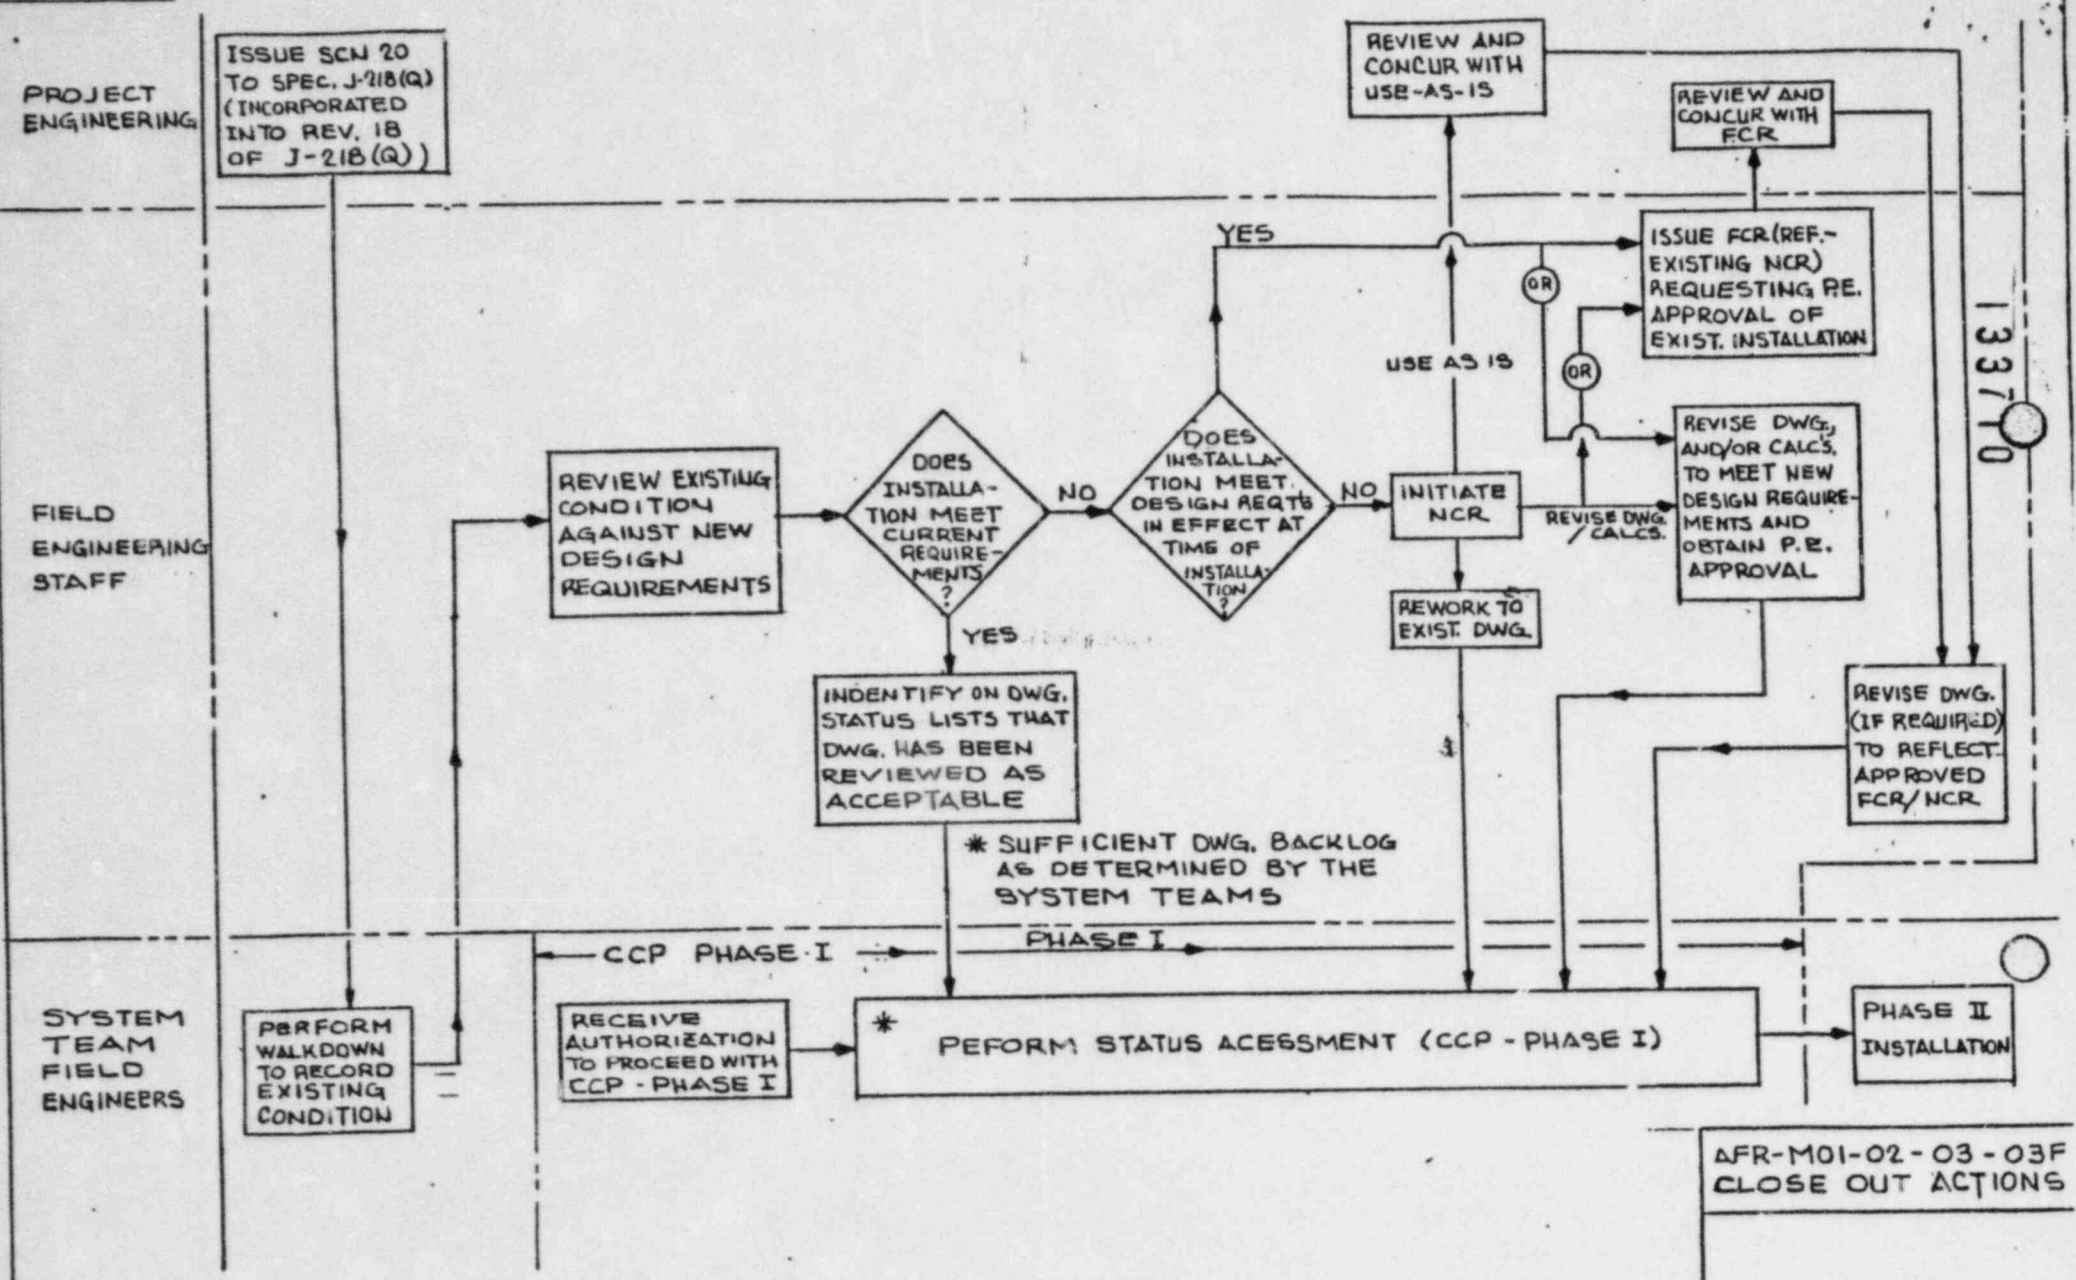 PROJECT
ENGINEERING
ISSUE SCN 20
TO SPEC. J-218(Q)
(INCORPORATED
INTO REV. 18
OF J-218(Q))
REVIEW AND
CONCUR WITH
USE-AS-IS
REVIEW AND
CONCUR WITH
FCR
FIELD
ENGINEERING
STAFF
REVIEW EXISTING
CONDITION
AGAINST NEW
DESIGN
REQUIREMENTS
DOES
INSTALLA-
TION MEET
CURRENT
REQUIRE-
MENTS
?
NO
YES
INDENTIFY ON DWG.
STATUS LISTS THAT
DWG. HAS BEEN
REVIEWED AS
ACCEPTABLE
DOES
INSTALLA-
TION MEET
DESIGN REQT'S
IN EFFECT AT
TIME OF
INSTALLA-
TION
?
YES
NO
USE AS IS
INITIATE
NCR
REVISE DWG.
/CALCS.
REWORK TO
EXIST. DWG.
OR
OR
ISSUE FCR (REF.-
EXISTING NCR)
REQUESTING P.E.
APPROVAL OF
EXIST. INSTALLATION
REVISE DWG,
AND/OR CALC'S,
TO MEET NEW
DESIGN REQUIRE-
MENTS AND
OBTAIN P.E.
APPROVAL
REVISE DWG.
(IF REQUIRED)
TO REFLECT
APPROVED
FCR/NCR
133710
* SUFFICIENT DWG. BACKLOG
AS DETERMINED BY THE
SYSTEM TEAMS
SYSTEM
TEAM
FIELD
ENGINEERS
PERFORM
WALKDOWN
TO RECORD
EXISTING
CONDITION
CCP PHASE I
PHASE I
RECEIVE
AUTHORIZATION
TO PROCEED WITH
CCP - PHASE I
* PEFORM STATUS ACESSMENT (CCP - PHASE I)
PHASE II
INSTALLATION
AFR-M01-02-03-03F
CLOSE OUT ACTIONS